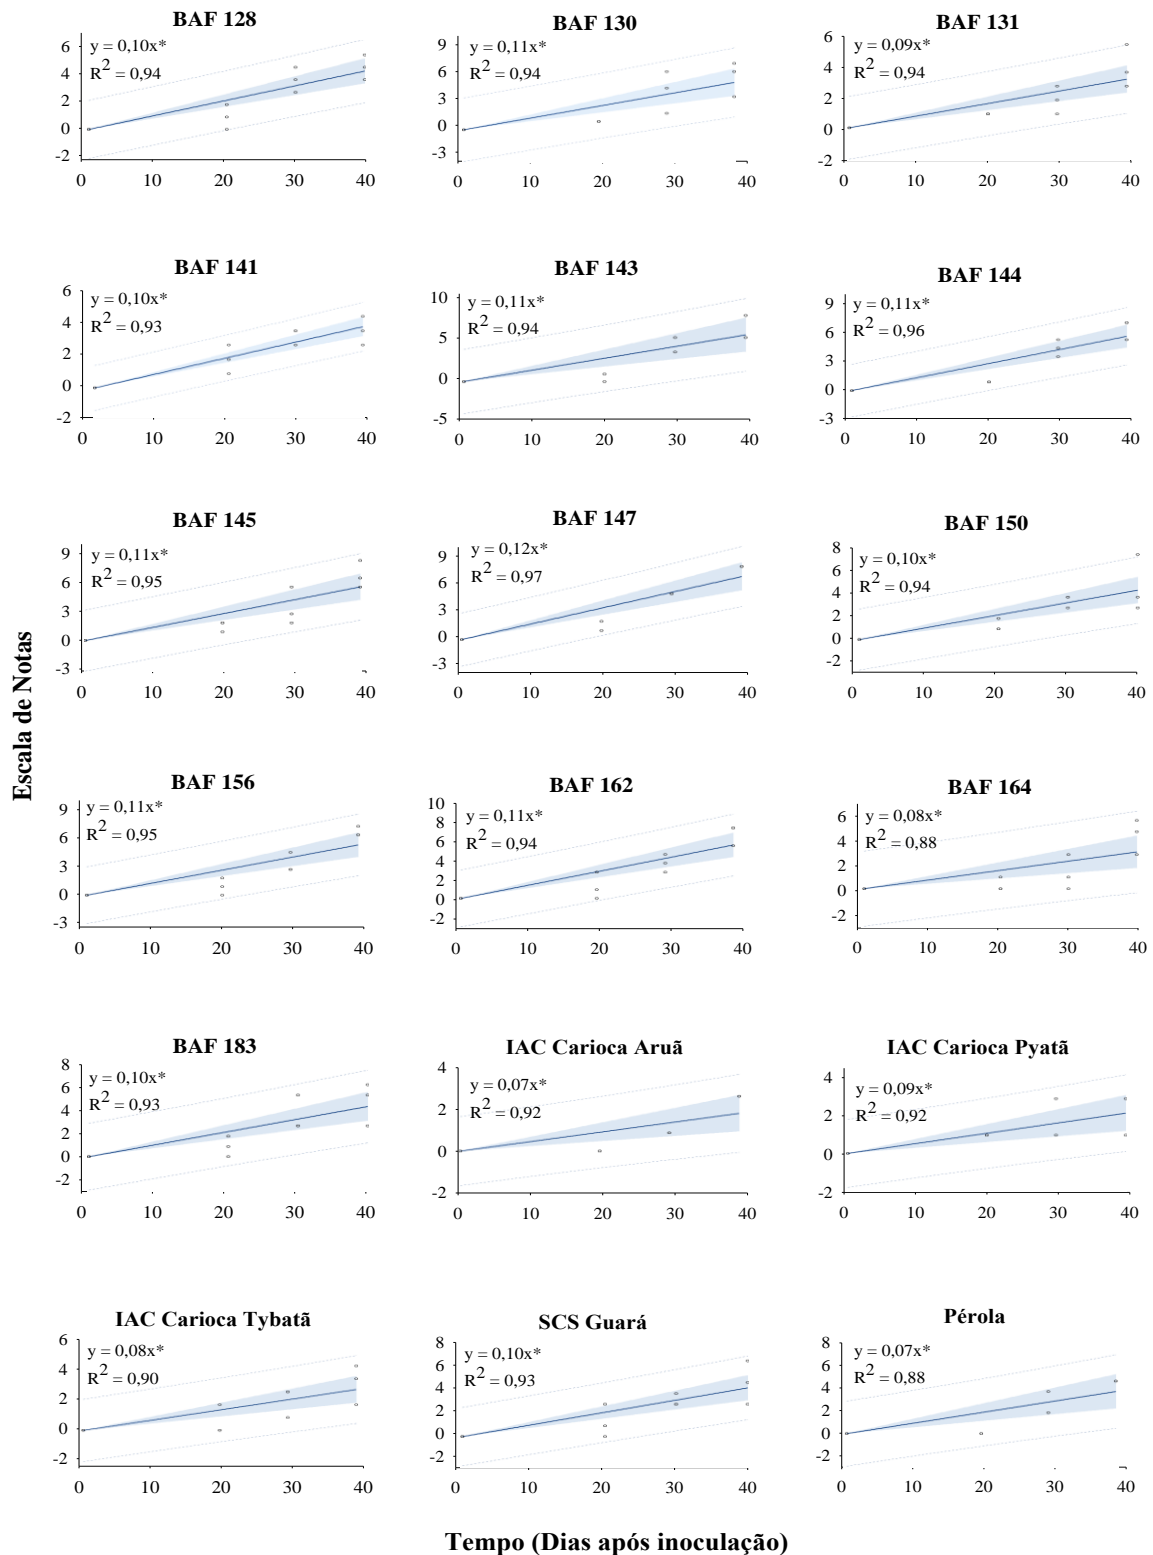 BAF 128
y = 0,10x*
R² = 0,94
6
4
2
0
-2
0 10 20 30 40
BAF 130
y = 0,11x*
R² = 0,94
9
6
3
0
-3
0 10 20 30 40
BAF 131
y = 0,09x*
R² = 0,94
6
4
2
0
-2
0 10 20 30 40
BAF 141
y = 0,10x*
R² = 0,93
6
4
2
0
-2
0 10 20 30 40
BAF 143
y = 0,11x*
R² = 0,94
10
5
0
-5
0 10 20 30 40
BAF 144
y = 0,11x*
R² = 0,96
9
6
3
0
-3
0 10 20 30 40
Escala de Notas
BAF 145
y = 0,11x*
R² = 0,95
9
6
3
0
-3
0 10 20 30 40
BAF 147
y = 0,12x*
R² = 0,97
9
6
3
0
-3
0 10 20 30 40
BAF 150
y = 0,10x*
R² = 0,94
8
6
4
2
0
-2
0 10 20 30 40
BAF 156
y = 0,11x*
R² = 0,95
9
6
3
0
-3
0 10 20 30 40
BAF 162
y = 0,11x*
R² = 0,94
10
8
6
4
2
0
-2
0 10 20 30 40
BAF 164
y = 0,08x*
R² = 0,88
6
4
2
0
-2
0 10 20 30 40
BAF 183
y = 0,10x*
R² = 0,93
8
6
4
2
0
-2
0 10 20 30 40
IAC Carioca Aruã
y = 0,07x*
R² = 0,92
4
2
0
-2
0 10 20 30 40
IAC Carioca Pyatã
y = 0,09x*
R² = 0,92
4
2
0
-2
0 10 20 30 40
IAC Carioca Tybatã
y = 0,08x*
R² = 0,90
6
4
2
0
-2
0 10 20 30 40
SCS Guará
y = 0,10x*
R² = 0,93
8
6
4
2
0
-2
0 10 20 30 40
Pérola
y = 0,07x*
R² = 0,88
8
6
4
2
0
-2
0 10 20 30 40
Tempo (Dias após inoculação)